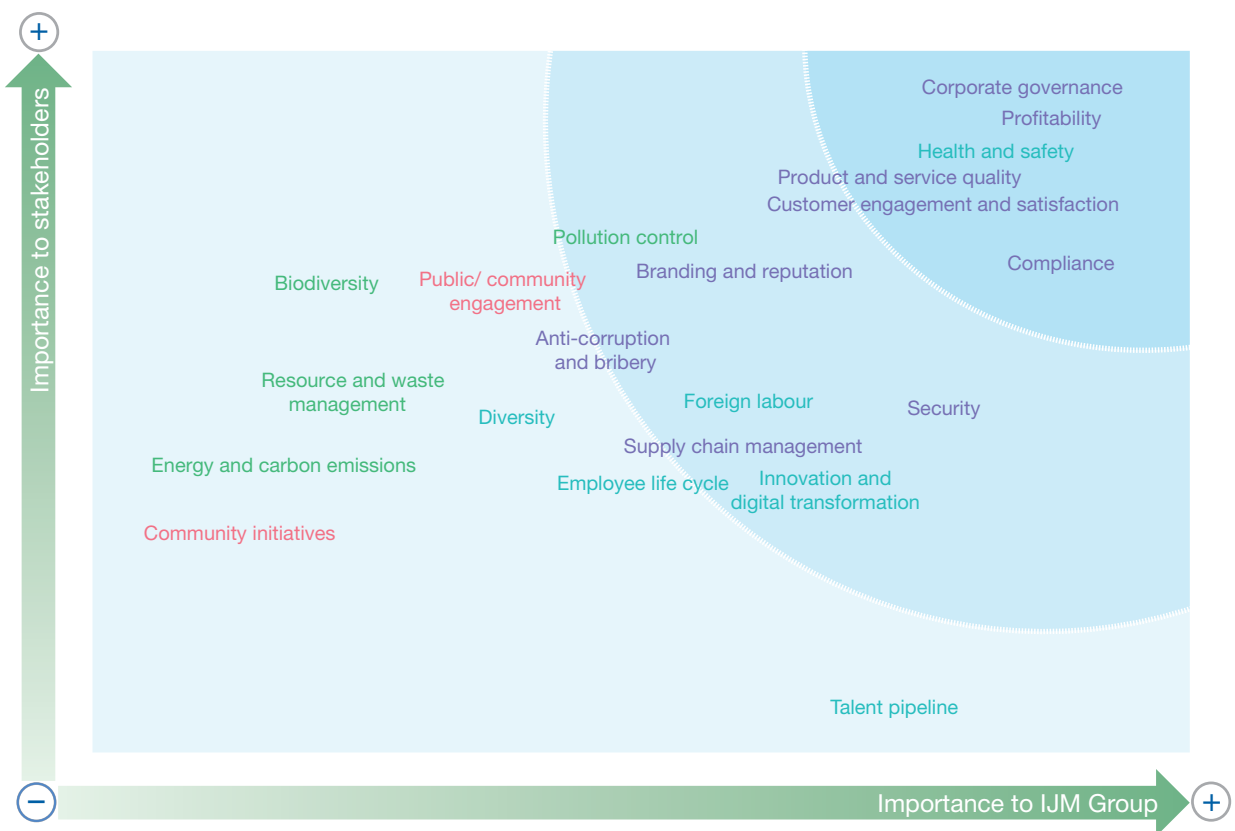 +
Importance to stakeholders
Corporate governance
Profitability
Health and safety
Product and service quality
Customer engagement and satisfaction
Pollution control
Compliance
Branding and reputation
Biodiversity
Public/ community
engagement
Anti-corruption
and bribery
Resource and waste
management
Foreign labour
Security
Diversity
Supply chain management
Energy and carbon emissions
Employee life cycle
Innovation and
digital transformation
Community initiatives
Talent pipeline
−
Importance to IJM Group
+